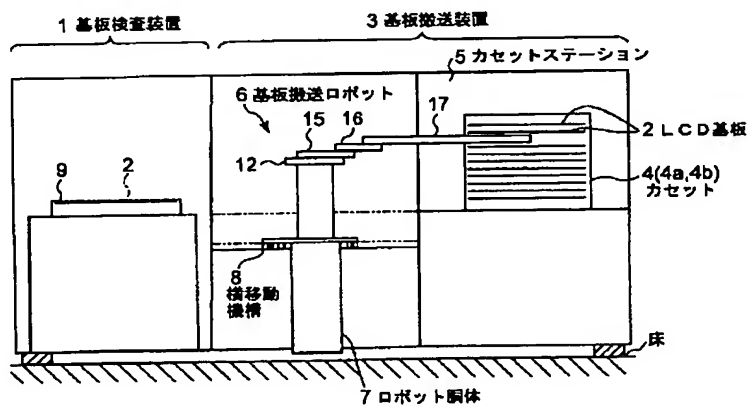 1 基板検査装置
3 基板搬送装置
5 カセットステーション
6 基板搬送ロボット
15
16
17
12
2 LCD基板
4(4a,4b)
カセット
9
2
8
横移動
機構
床
7 ロボット胴体